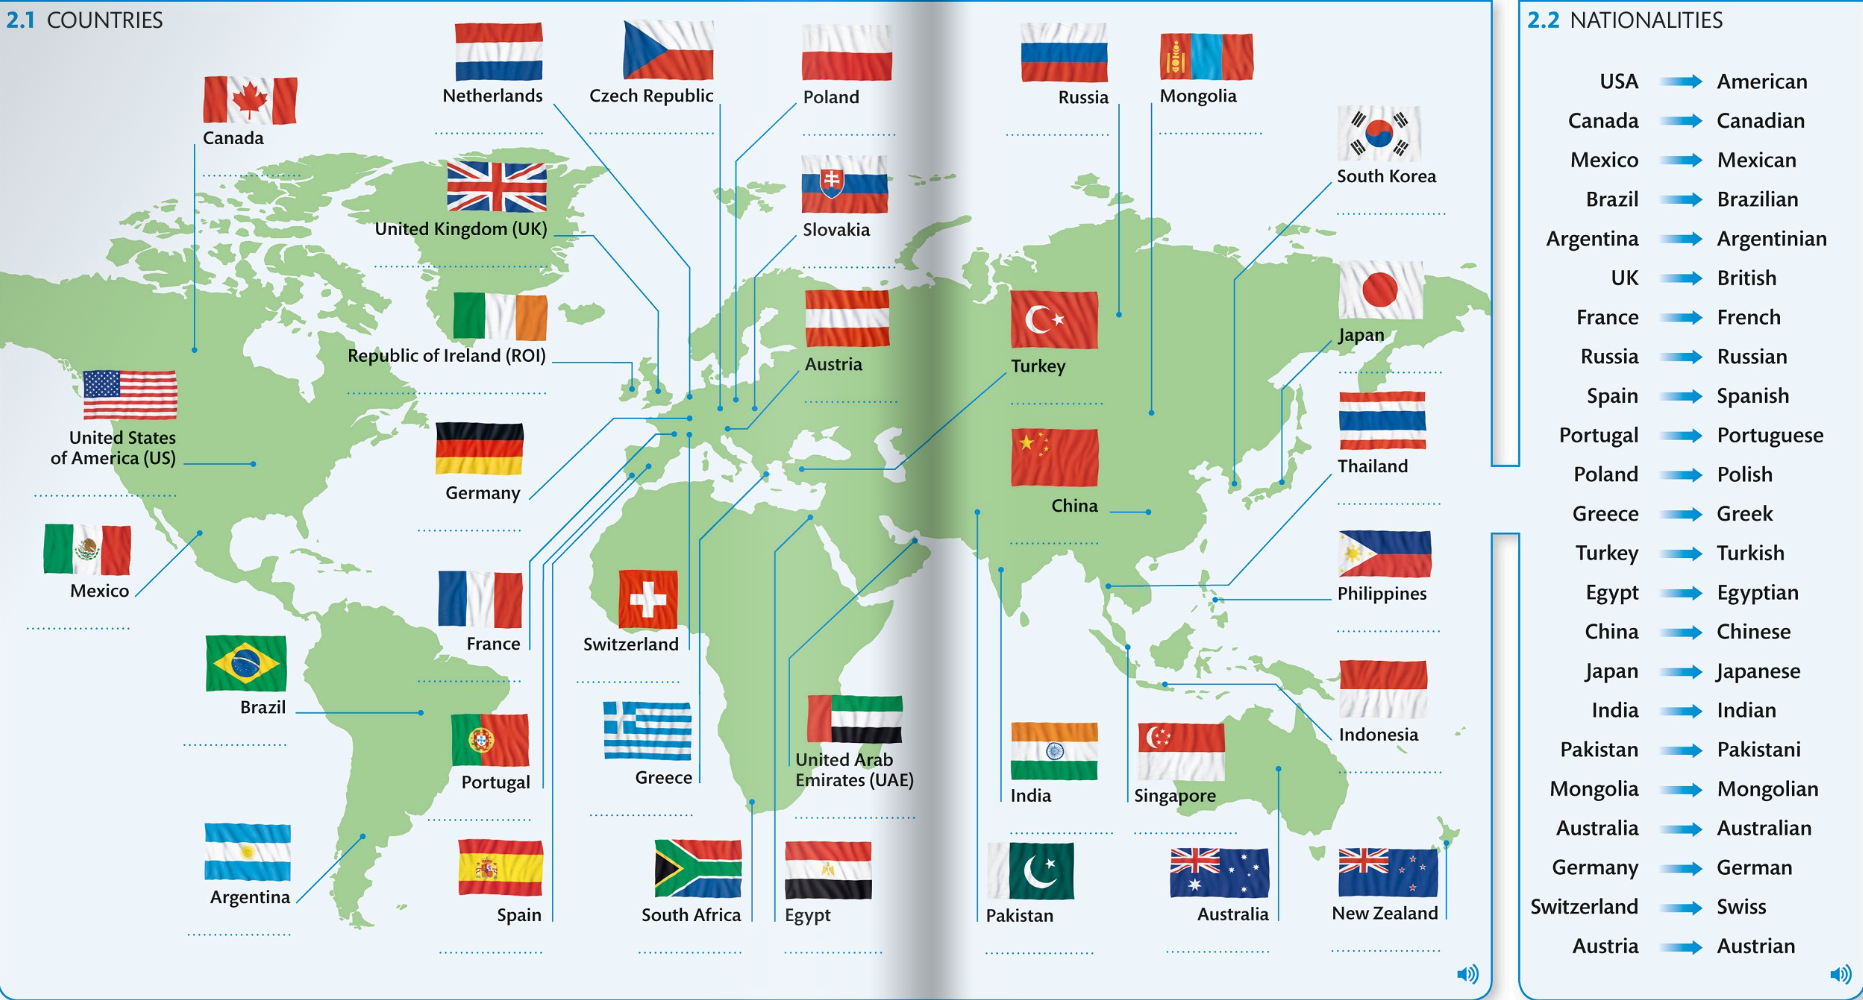 2.1 COUNTRIES
Canada
Netherlands
Czech Republic
Poland
United Kingdom (UK)
Slovakia
Republic of Ireland (ROI)
Austria
United States
of America (US)
Germany
Mexico
France
Switzerland
Brazil
Portugal
Greece
United Arab
Emirates (UAE)
Argentina
Spain
South Africa
Egypt
Russia
Mongolia
South Korea
Japan
Turkey
Thailand
China
Philippines
Indonesia
India
Singapore
Pakistan
Australia
New Zealand
2.2 NATIONALITIES
USA American
Canada Canadian
Mexico Mexican
Brazil Brazilian
Argentina Argentinian
UK British
France French
Russia Russian
Spain Spanish
Portugal Portuguese
Poland Polish
Greece Greek
Turkey Turkish
Egypt Egyptian
China Chinese
Japan Japanese
India Indian
Pakistan Pakistani
Mongolia Mongolian
Australia Australian
Germany German
Switzerland Swiss
Austria Austrian